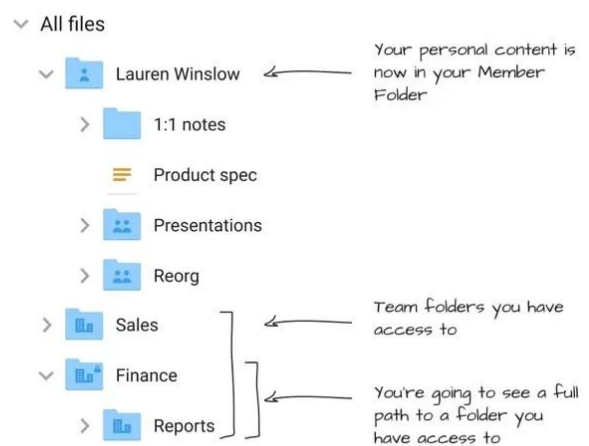 All files
Lauren Winslow
Your personal content is
now in your Member
Folder
1:1 notes
Product spec
Presentations
Reorg
Sales
Team folders you have
access to
Finance
Reports
You're going to see a full
path to a folder you
have access to